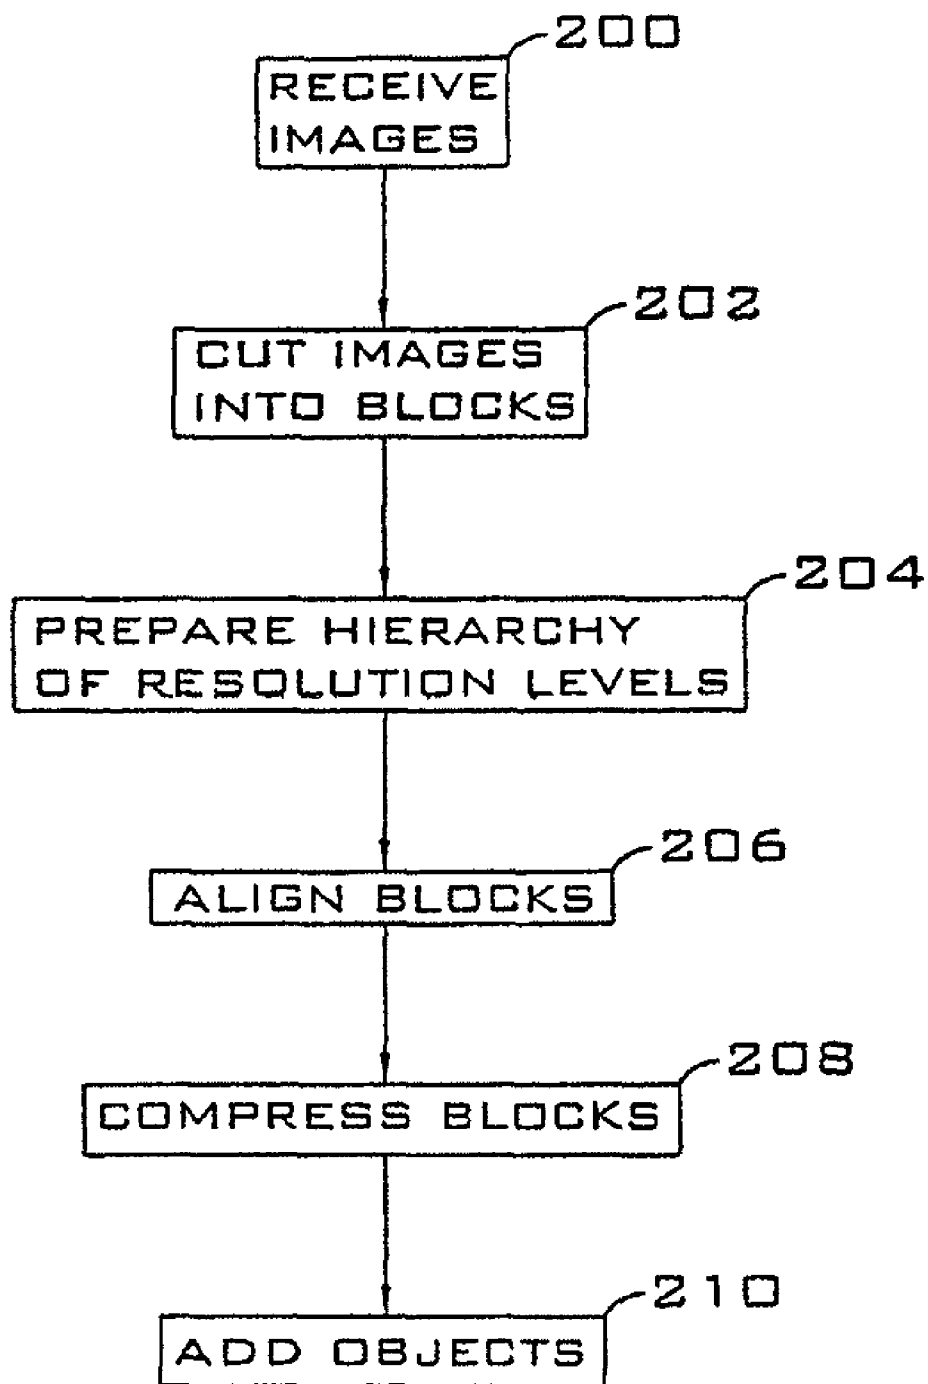 200
RECEIVE
IMAGES
202
CUT IMAGES
INTO BLOCKS
204
PREPARE HIERARCHY
OF RESOLUTION LEVELS
206
ALIGN BLOCKS
208
COMPRESS BLOCKS
210
ADD OBJECTS